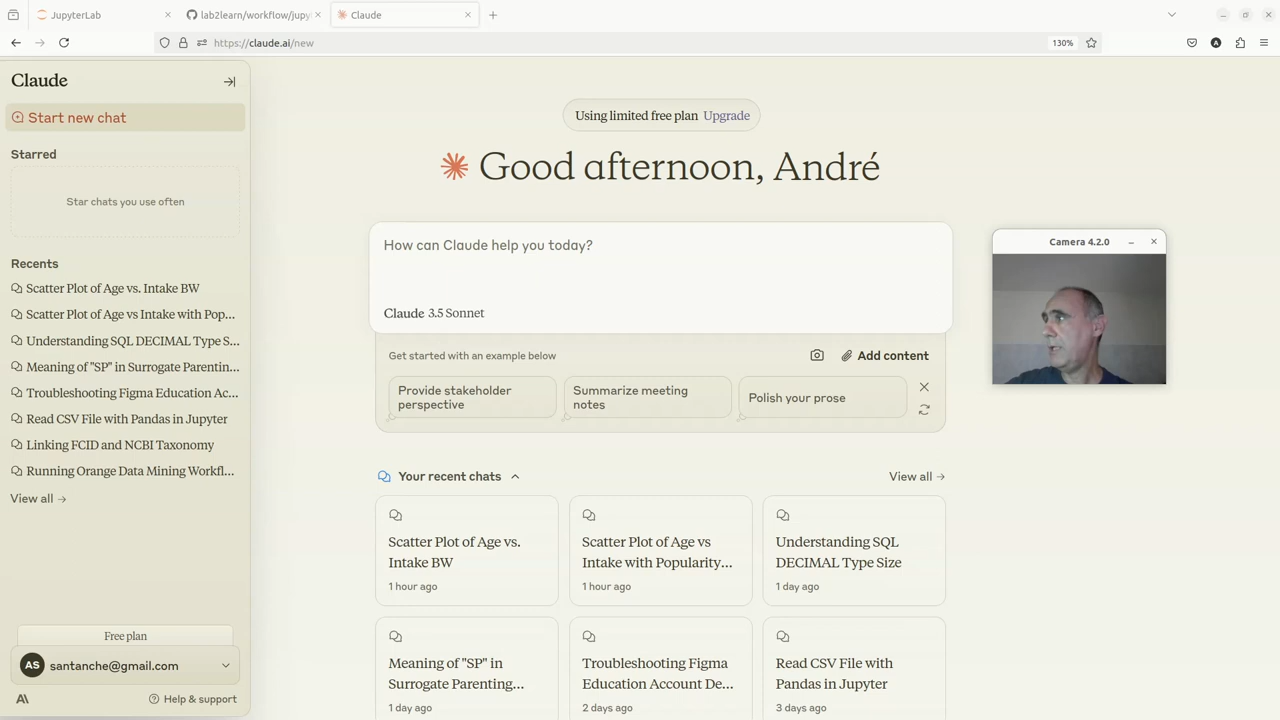 JupyterLab
lab2learn/workflow/jupy
Claude
https://claude.ai/new
130%
Claude
Start new chat
Starred
Star chats you use often
Recents
Scatter Plot of Age vs. Intake BW
Scatter Plot of Age vs Intake with Pop...
Understanding SQL DECIMAL Type S...
Meaning of "SP" in Surrogate Parentin...
Troubleshooting Figma Education Ac...
Read CSV File with Pandas in Jupyter
Linking FCID and NCBI Taxonomy
Running Orange Data Mining Workfl...
View all →
Free plan
AS santanche@gmail.com
Help & support
Using limited free plan Upgrade
Good afternoon, André
How can Claude help you today?
Claude 3.5 Sonnet
Get started with an example below
Add content
Provide stakeholder
perspective
Summarize meeting
notes
Polish your prose
Camera 4.2.0
Your recent chats
View all →
Scatter Plot of Age vs.
Intake BW
1 hour ago
Scatter Plot of Age vs
Intake with Popularity...
1 hour ago
Understanding SQL
DECIMAL Type Size
1 day ago
Meaning of "SP" in
Surrogate Parenting...
1 day ago
Troubleshooting Figma
Education Account De...
2 days ago
Read CSV File with
Pandas in Jupyter
3 days ago